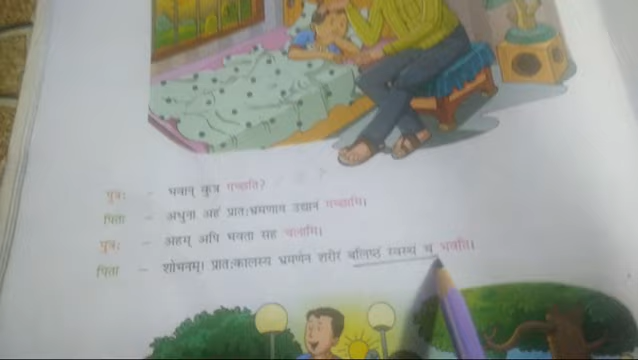 पुत्रः – भवान् कुत्र गच्छति?
पिता – अधुना अहं प्रातःभ्रमणाय उद्यानं गच्छामि।
पुत्रः – अहम् अपि भवता सह चलामि।
पिता – शोभनम्। प्रातःकालस्य भ्रमणेन शरीरं बलिष्ठं स्वस्थं च भवति।